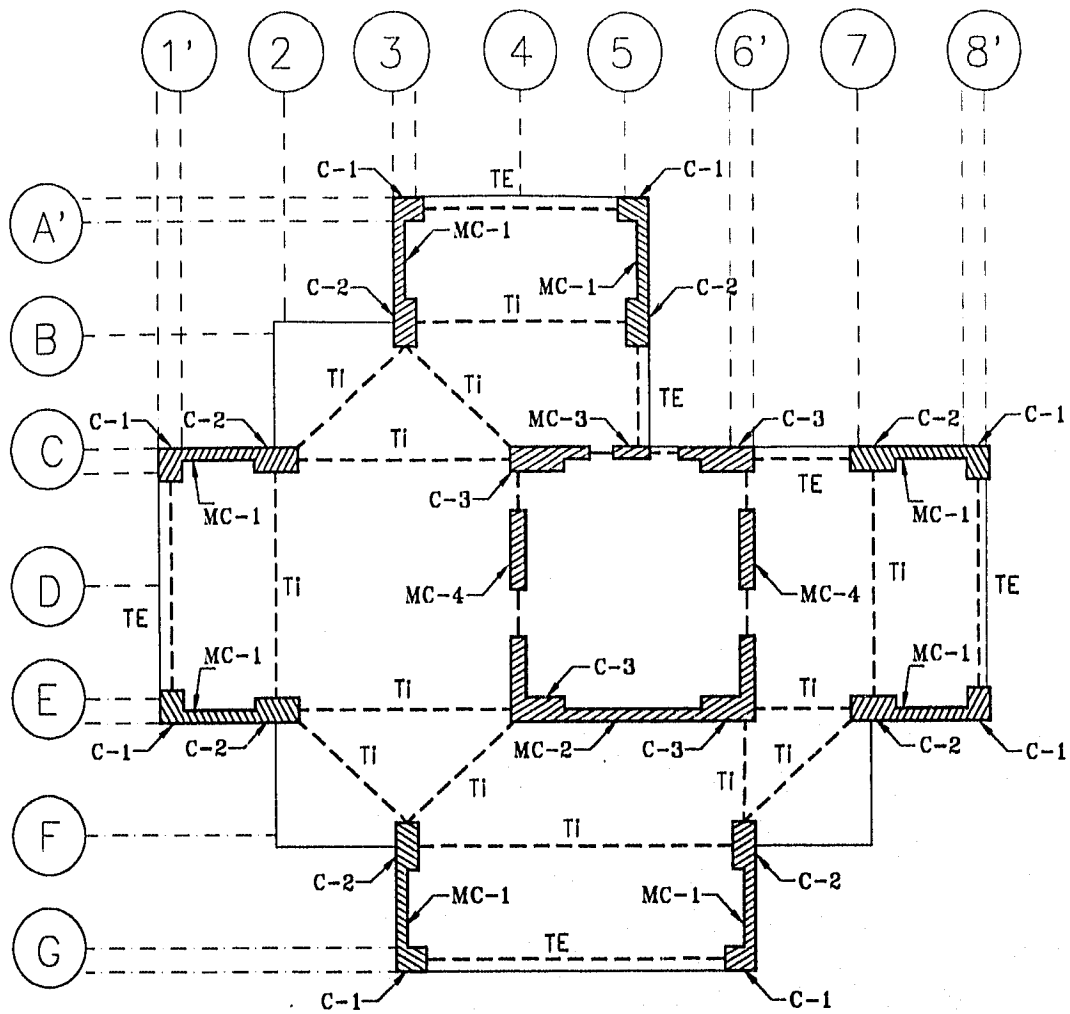 1' 2 3 4 5 6' 7 8'
C-1 TE C-1
A'
MC-1
MC-1
C-2 C-2
Ti
B
Ti Ti
TE
C-1 C-2 MC-3 C-3 C-2 C-1
C
Ti
C-3 TE
MC-1 MC-1
D
Ti Ti
MC-4 MC-4
TE TE
MC-1 MC-1
C-3
E
Ti Ti
C-1 C-2 MC-2 C-3 C-2 C-1
Ti Ti Ti Ti
F
Ti
C-2 C-2
MC-1 MC-1
G
TE
C-1 C-1